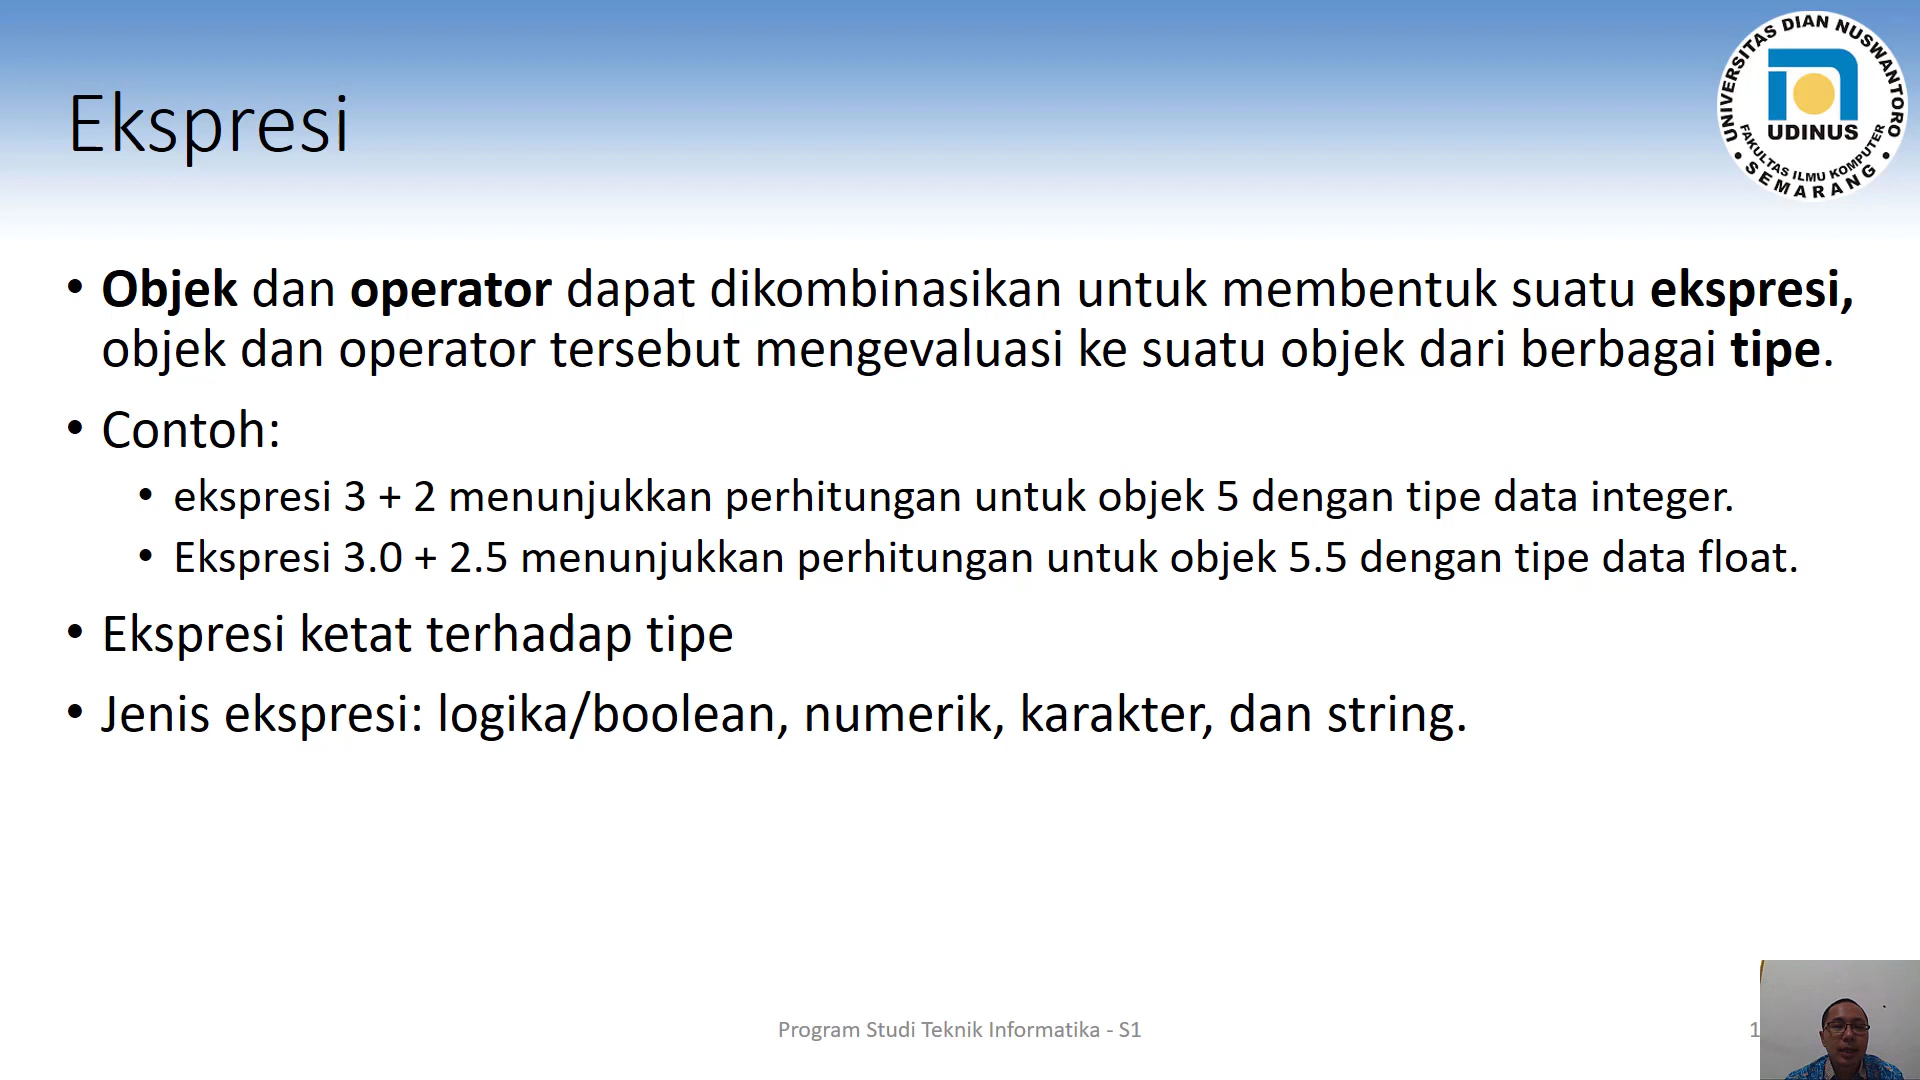 Ekspresi
UNIVERSITAS DIAN NUSWANTORO
UDINUS
FAKULTAS ILMU KOMPUTER
• SEMARANG •
• Objek dan operator dapat dikombinasikan untuk membentuk suatu ekspresi,
objek dan operator tersebut mengevaluasi ke suatu objek dari berbagai tipe.
• Contoh:
• ekspresi 3 + 2 menunjukkan perhitungan untuk objek 5 dengan tipe data integer.
• Ekspresi 3.0 + 2.5 menunjukkan perhitungan untuk objek 5.5 dengan tipe data float.
• Ekspresi ketat terhadap tipe
• Jenis ekspresi: logika/boolean, numerik, karakter, dan string.
Program Studi Teknik Informatika - S1